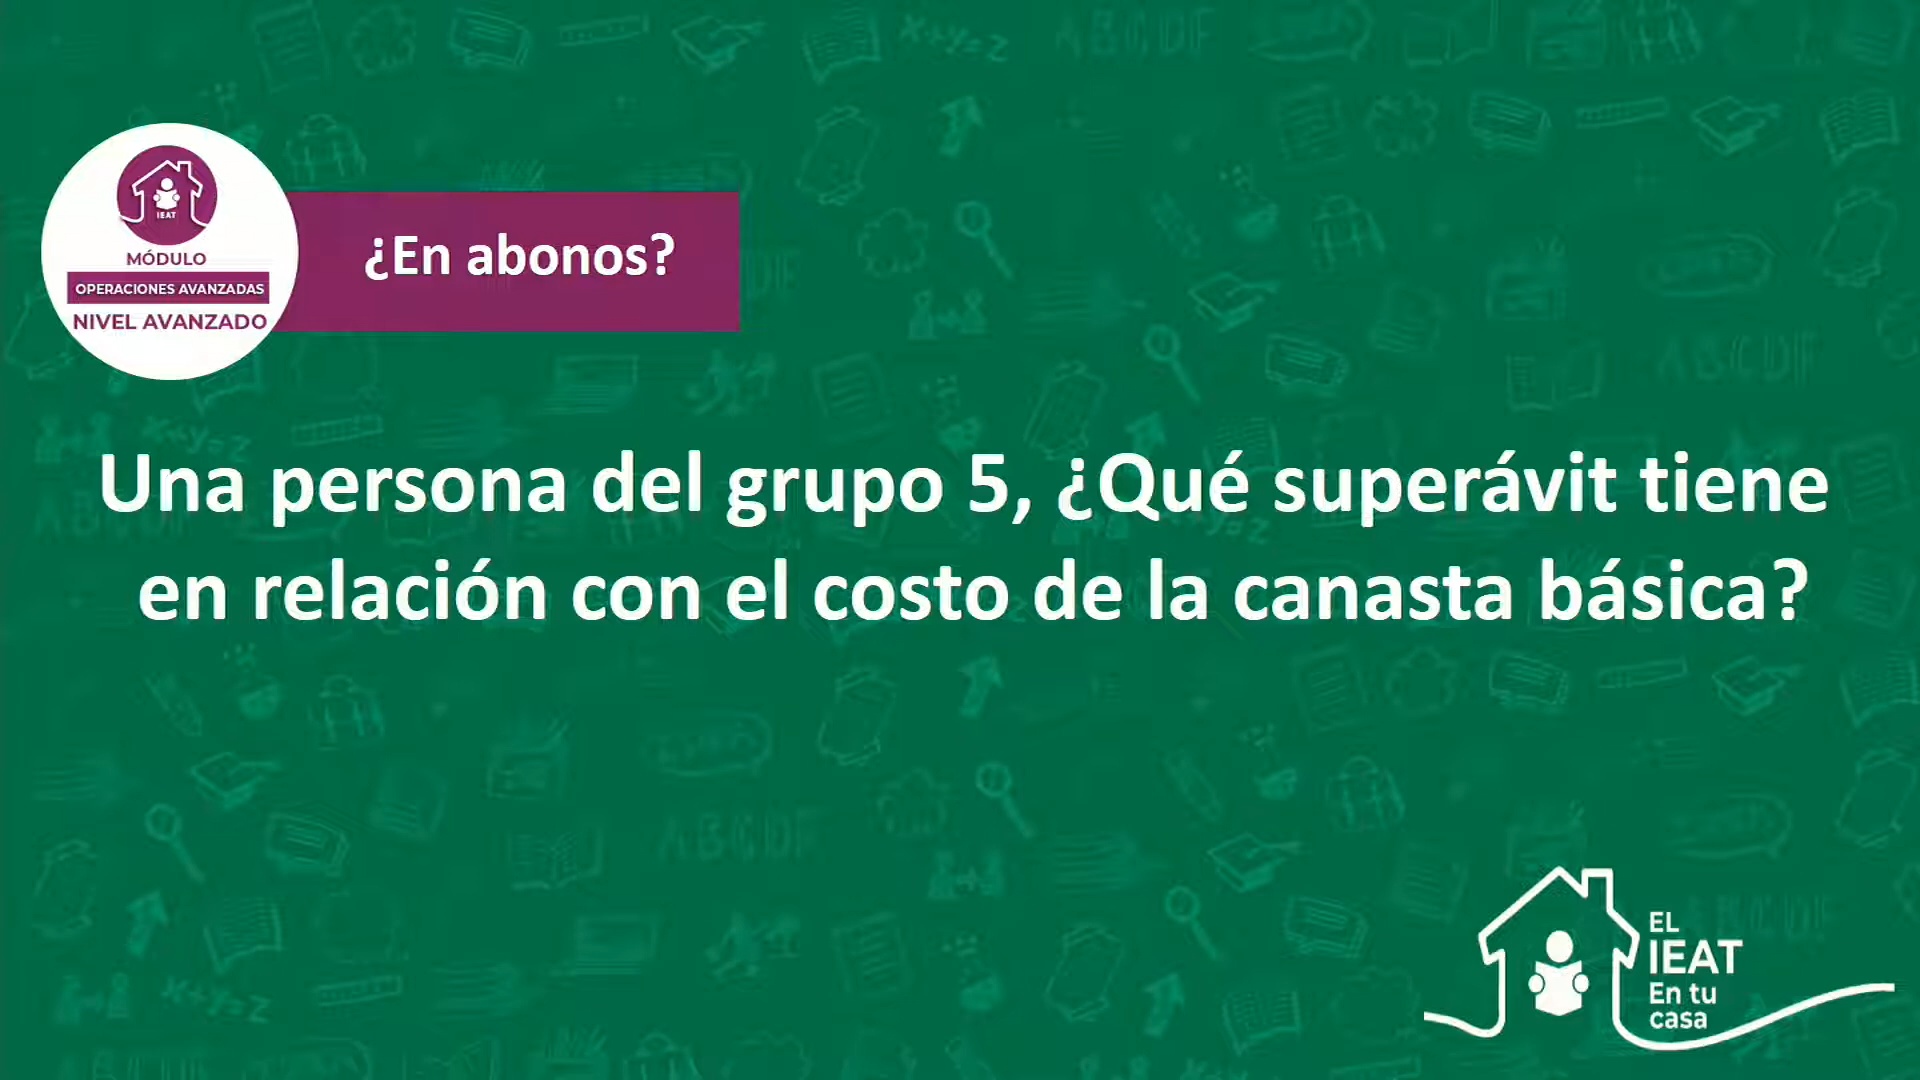 IEAT
MÓDULO
OPERACIONES AVANZADAS
NIVEL AVANZADO
¿En abonos?
Una persona del grupo 5, ¿Qué superávit tiene
en relación con el costo de la canasta básica?
EL
IEAT
En tu
casa